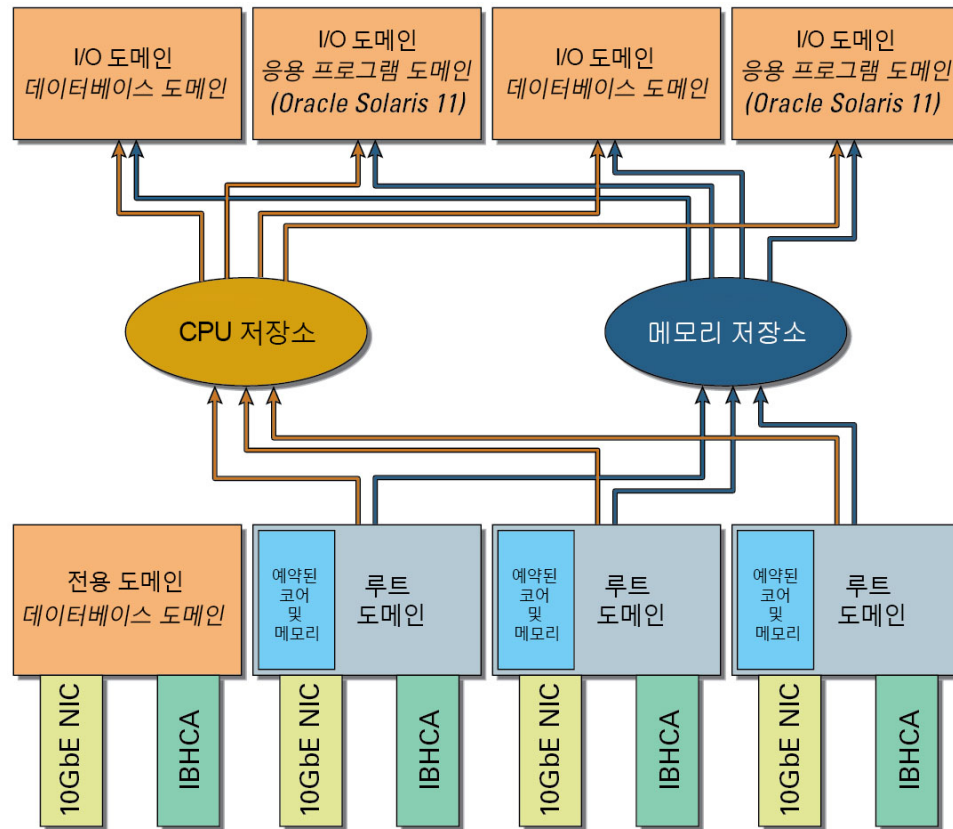 I/O 도메인
데이터베이스 도메인
I/O 도메인
응용 프로그램 도메인
(Oracle Solaris 11)
I/O 도메인
데이터베이스 도메인
I/O 도메인
응용 프로그램 도메인
(Oracle Solaris 11)
CPU 저장소
메모리 저장소
전용 도메인
데이터베이스 도메인
예약된
코어
및
메모리
루트
도메인
예약된
코어
및
메모리
루트
도메인
예약된
코어
및
메모리
루트
도메인
10GbE NIC
IBHCA
10GbE NIC
IBHCA
10GbE NIC
IBHCA
10GbE NIC
IBHCA